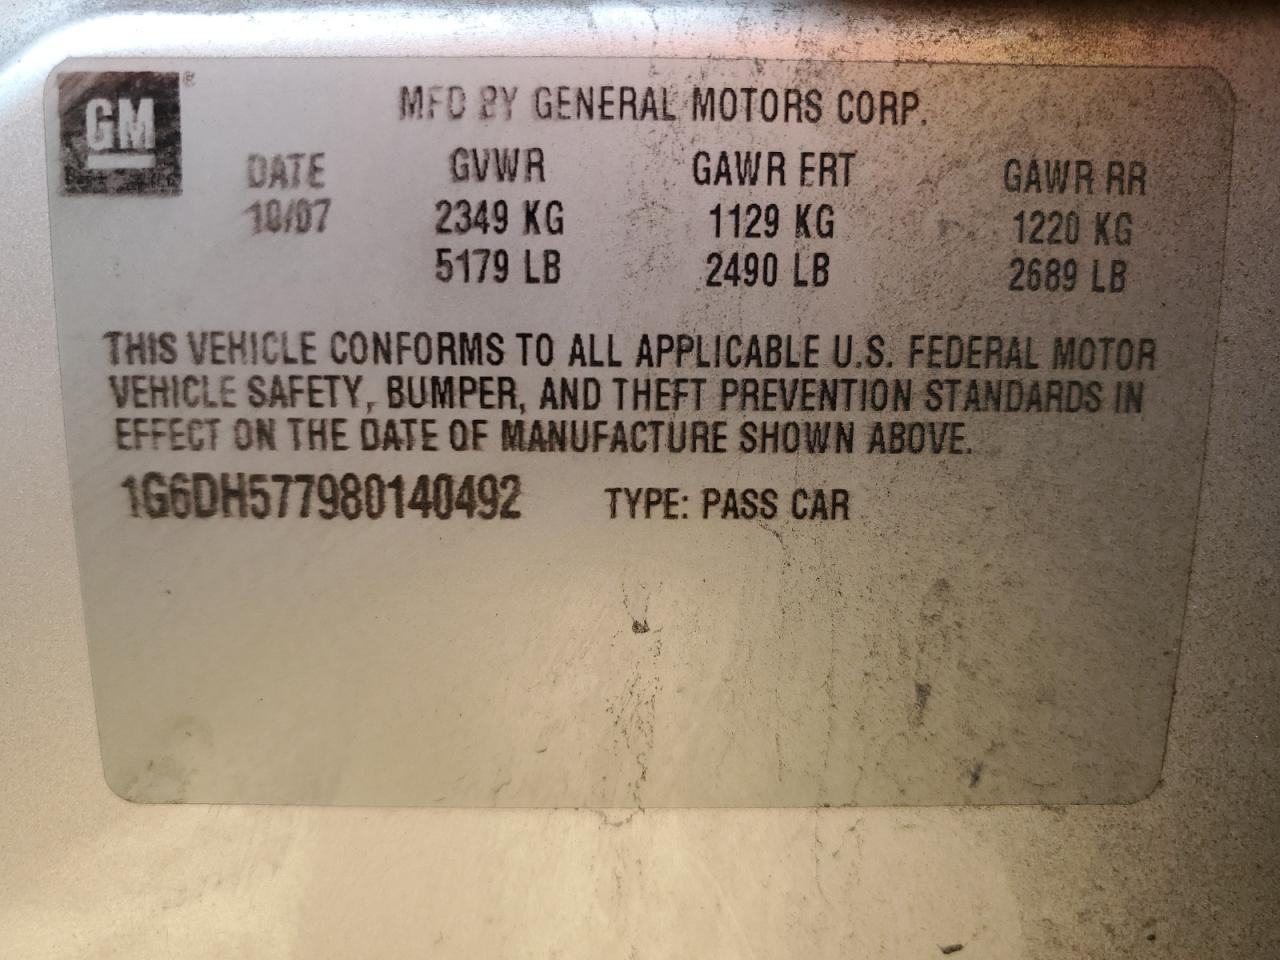 GM®
MFD BY GENERAL MOTORS CORP.
DATE GVWR GAWR FRT GAWR RR
10/07 2349 KG 1129 KG 1220 KG
5179 LB 2490 LB 2689 LB
THIS VEHICLE CONFORMS TO ALL APPLICABLE U.S. FEDERAL MOTOR
VEHICLE SAFETY, BUMPER, AND THEFT PREVENTION STANDARDS IN
EFFECT ON THE DATE OF MANUFACTURE SHOWN ABOVE.
1G6DH577980140492 TYPE: PASS CAR